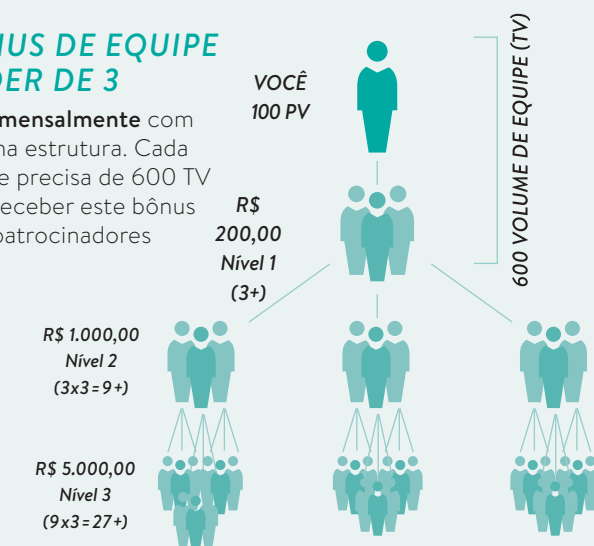 NUS DE EQUIPE
DER DE 3
mensalmente com
na estrutura. Cada
e precisa de 600 TV
receber este bônus
patrocinadores
VOCÊ
100 PV
600 VOLUME DE EQUIPE (TV)
R$
200,00
Nível 1
(3+)
R$ 1.000,00
Nível 2
(3x3=9+)
R$ 5.000,00
Nível 3
(9x3=27+)